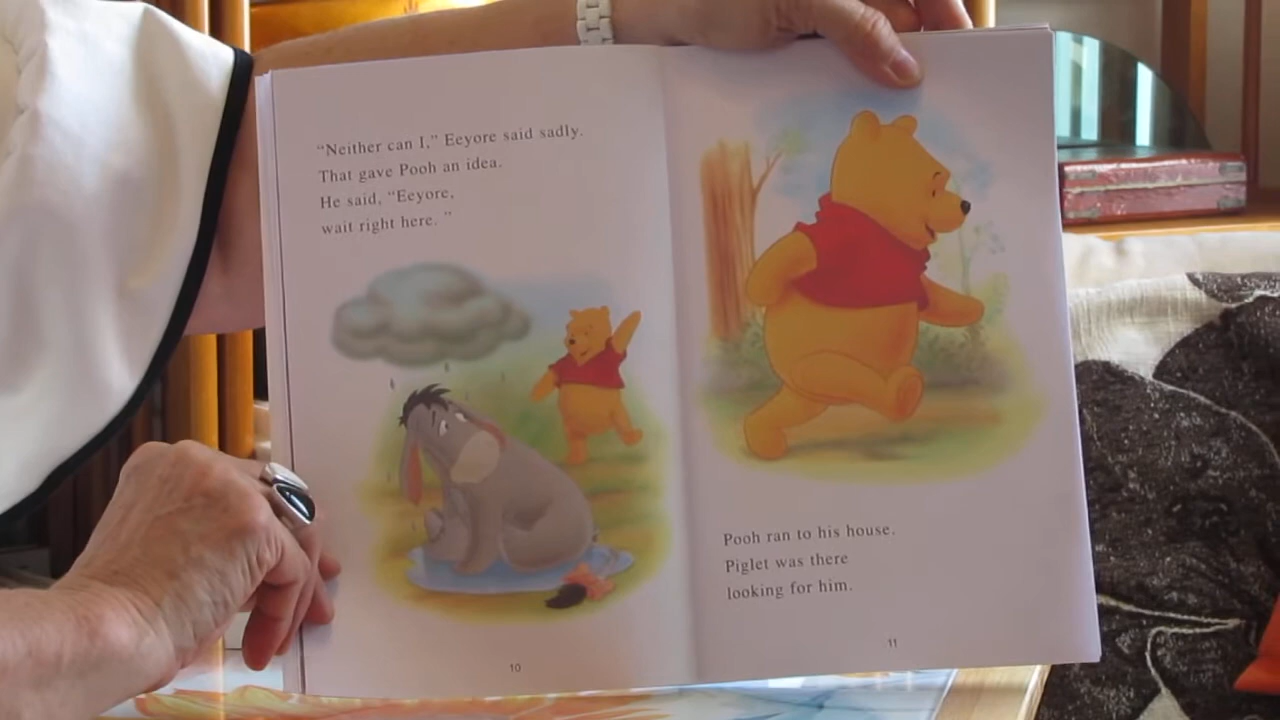 “Neither can I,” Eeyore said sadly.
That gave Pooh an idea.
He said, “Eeyore,
wait right here. ”
10
Pooh ran to his house.
Piglet was there
looking for him.
11